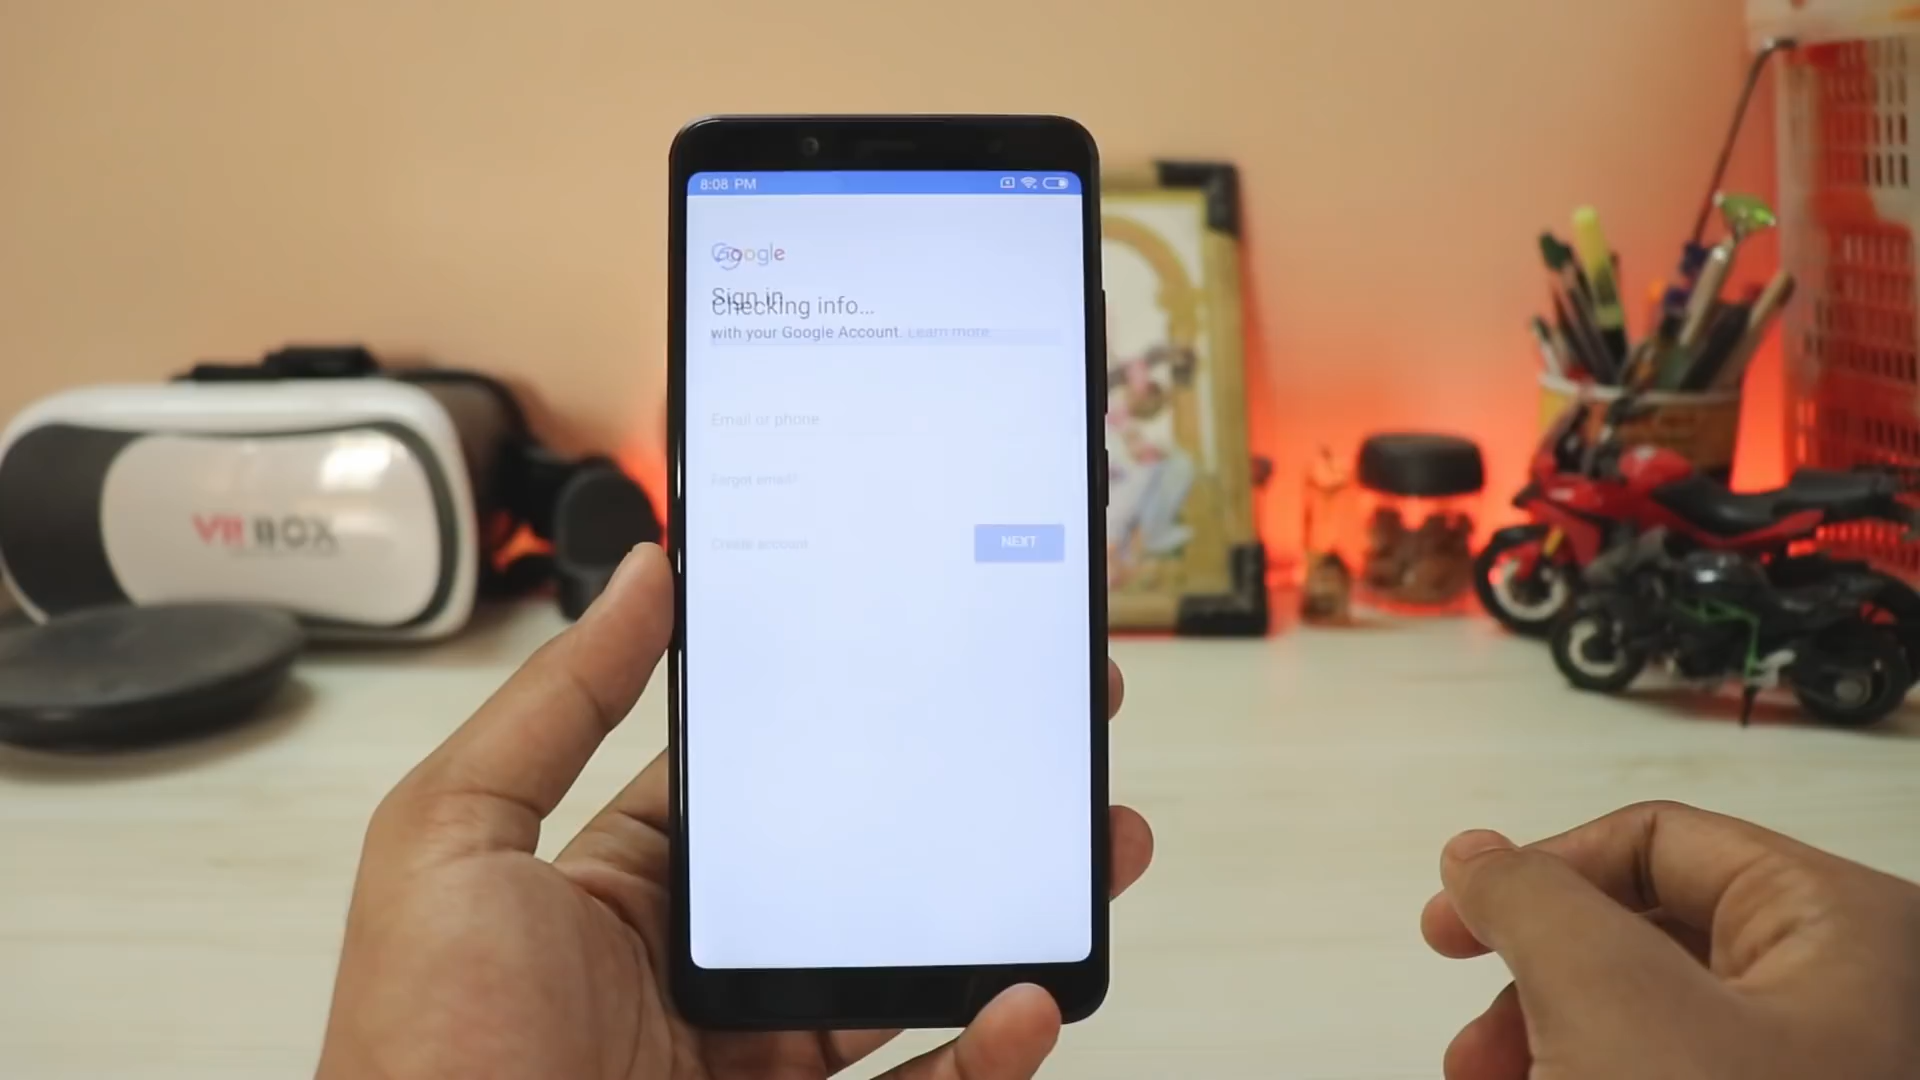 8:08 PM
Google
Sign in
Checking info...
with your Google Account. Learn more.
Email or phone
Forgot email?
Create account
NEXT
VR BOX